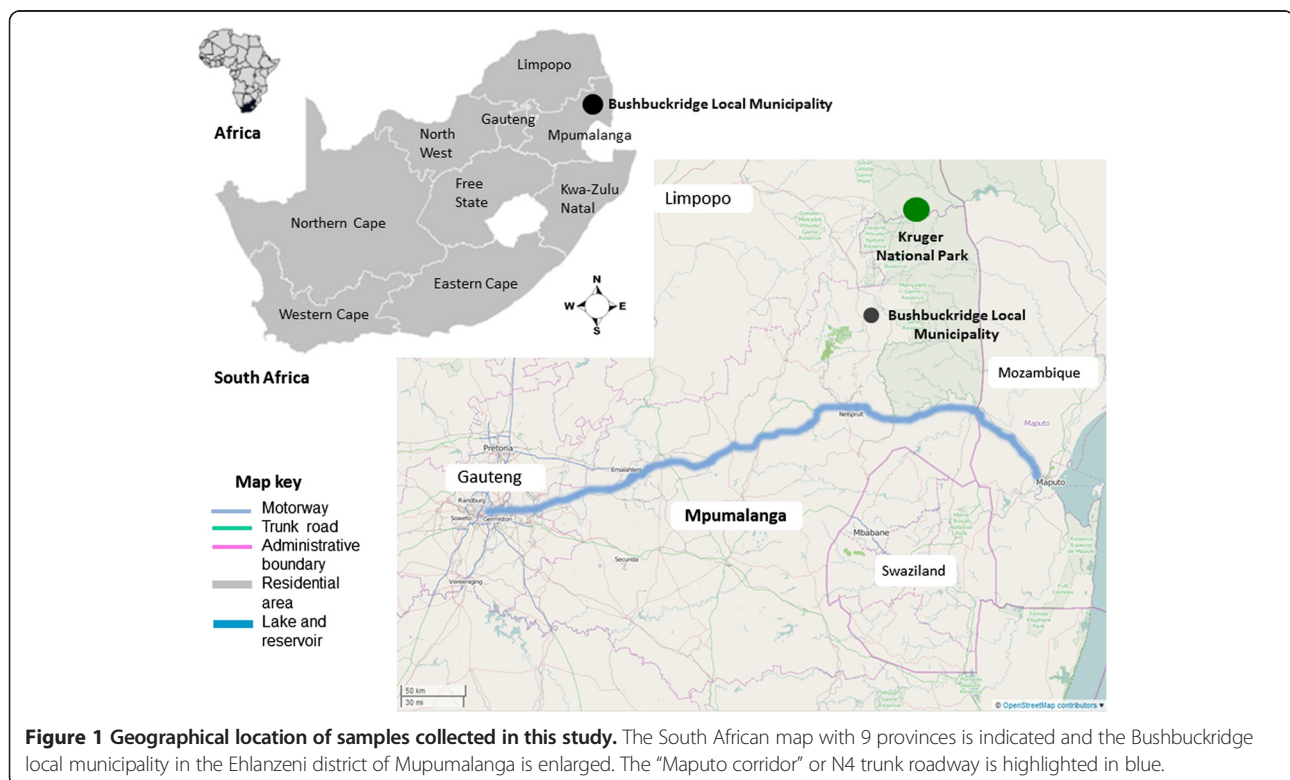 Limpopo
Bushbuckridge Local Municipality
Gauteng
Mpumalanga
Africa
North
West
Free
State
Kwa-Zulu
Natal
Northern Cape
Eastern Cape
Western Cape
N
W
E
S
South Africa
Limpopo
Kruger
National Park
Bushbuckridge Local
Municipality
Mozambique
Maputo
Nelspruit
Pretoria
Emalahleni
Gauteng
Randburg
Soweto
Germiston
Maputo
Mpumalanga
Mbabane
Secunda
Swaziland
Vereeniging
Map key
Motorway
Trunk road
Administrative
boundary
Residential
area
Lake and
reservoir
50 km
30 mi
© OpenStreetMap contributors ♥
Figure 1 Geographical location of samples collected in this study. The South African map with 9 provinces is indicated and the Bushbuckridge
local municipality in the Ehlanzeni district of Mupumalanga is enlarged. The “Maputo corridor” or N4 trunk roadway is highlighted in blue.